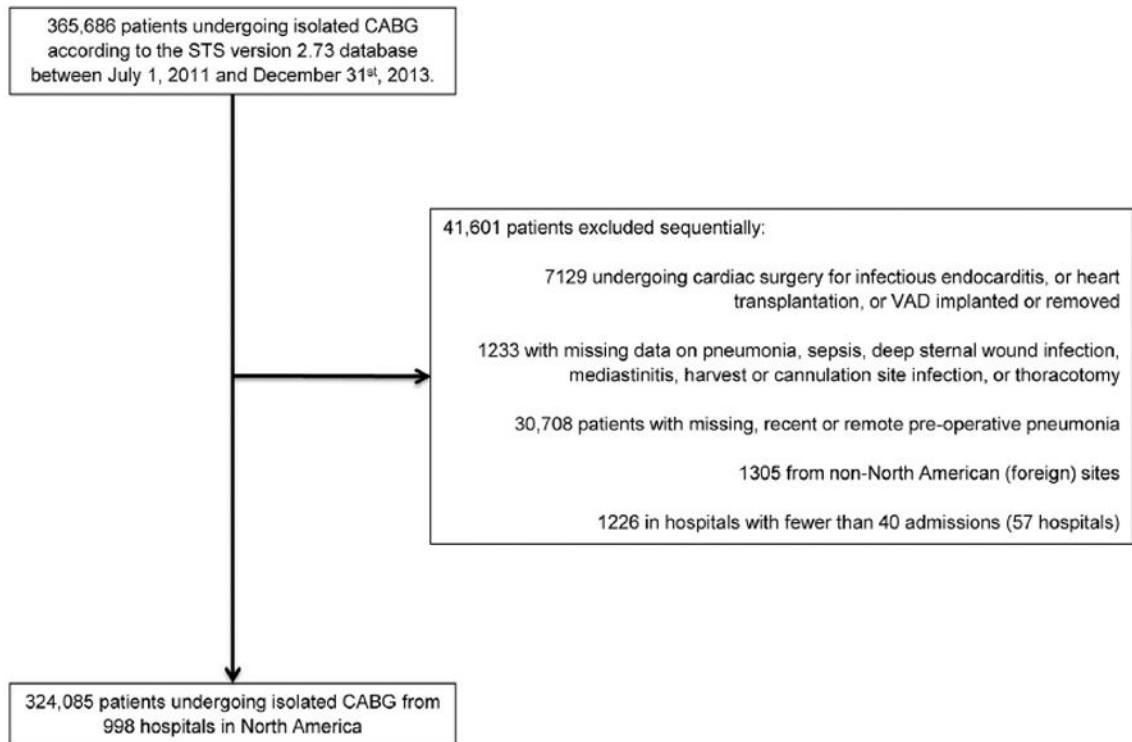 365,686 patients undergoing isolated CABG
according to the STS version 2.73 database
between July 1, 2011 and December 31st, 2013.
41,601 patients excluded sequentially:
7129 undergoing cardiac surgery for infectious endocarditis, or heart
transplantation, or VAD implanted or removed
1233 with missing data on pneumonia, sepsis, deep sternal wound infection,
mediastinitis, harvest or cannulation site infection, or thoracotomy
30,708 patients with missing, recent or remote pre-operative pneumonia
1305 from non-North American (foreign) sites
1226 in hospitals with fewer than 40 admissions (57 hospitals)
324,085 patients undergoing isolated CABG from
998 hospitals in North America